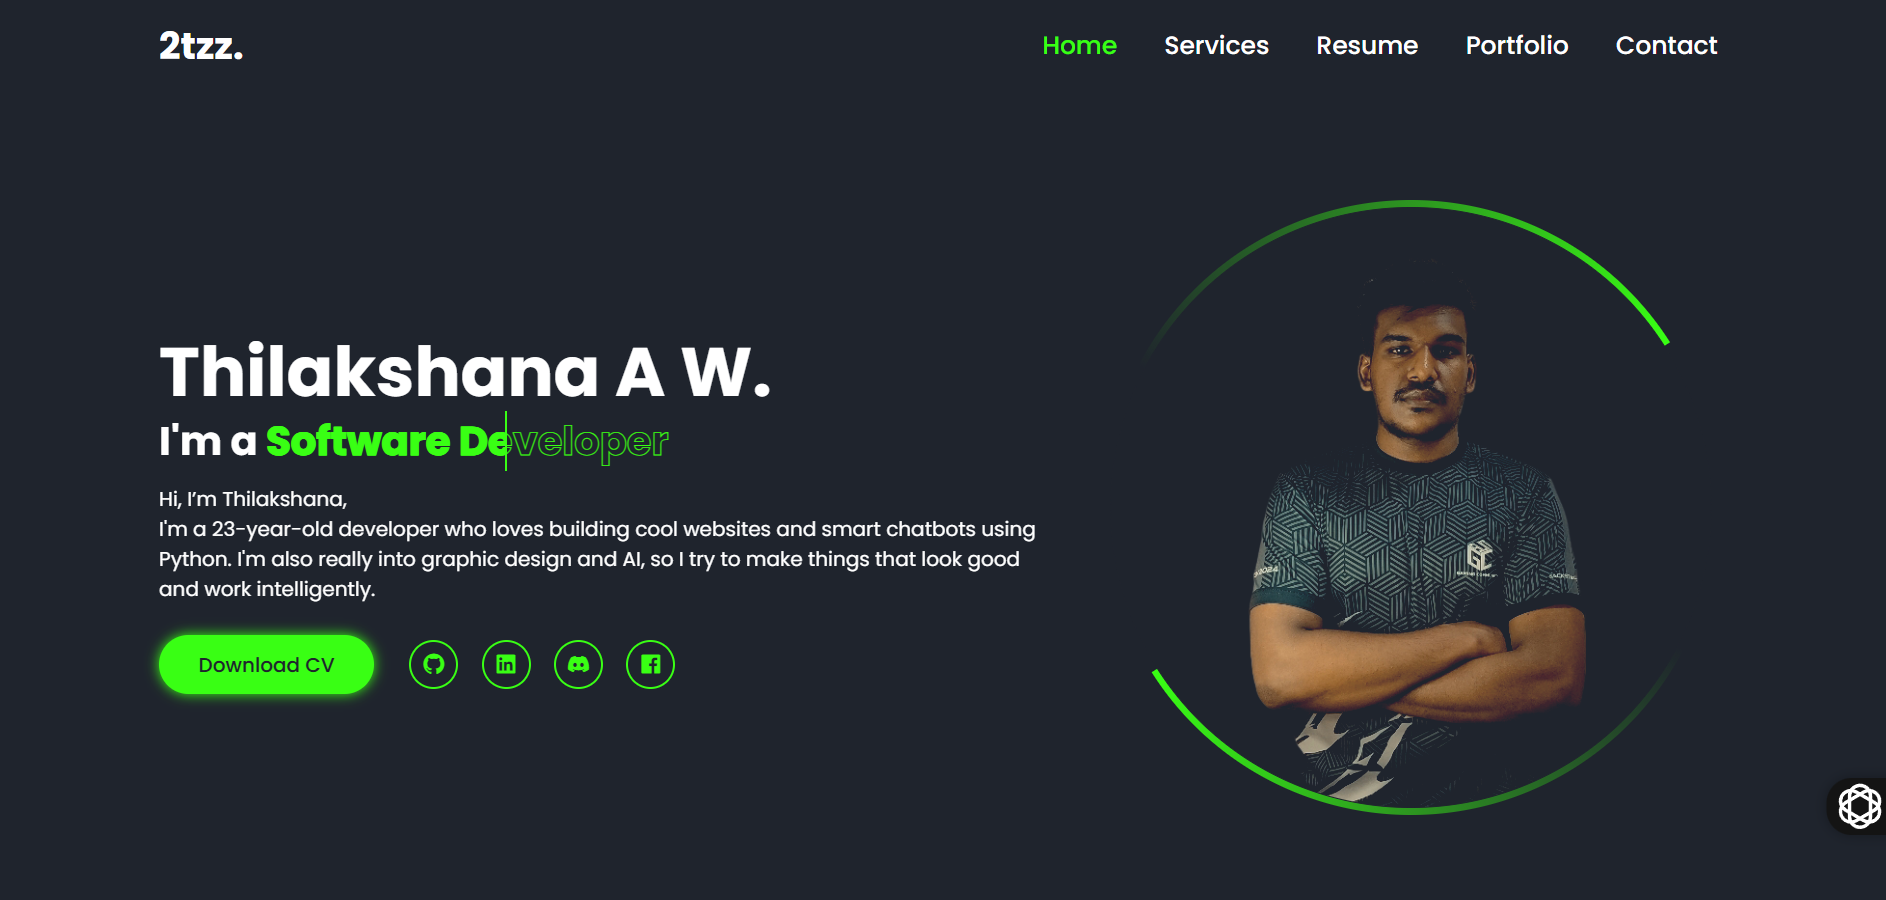 2tzz.
Home Services Resume Portfolio Contact
Thilakshana A W.
I'm a Software Developer
Hi, I’m Thilakshana,
I'm a 23-year-old developer who loves building cool websites and smart chatbots using
Python. I'm also really into graphic design and AI, so I try to make things that look good
and work intelligently.
Download CV